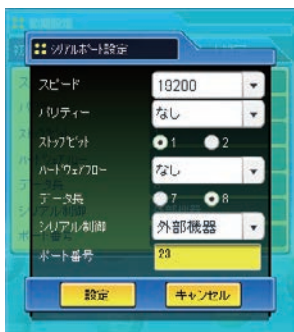 シリアルポート設定
スピード 19200
パリティー なし
ストップビット 1 2
ハードウェアフロー なし
データ長 7 8
シリアル制御 外部機器
ポート番号 23
設定 キャンセル